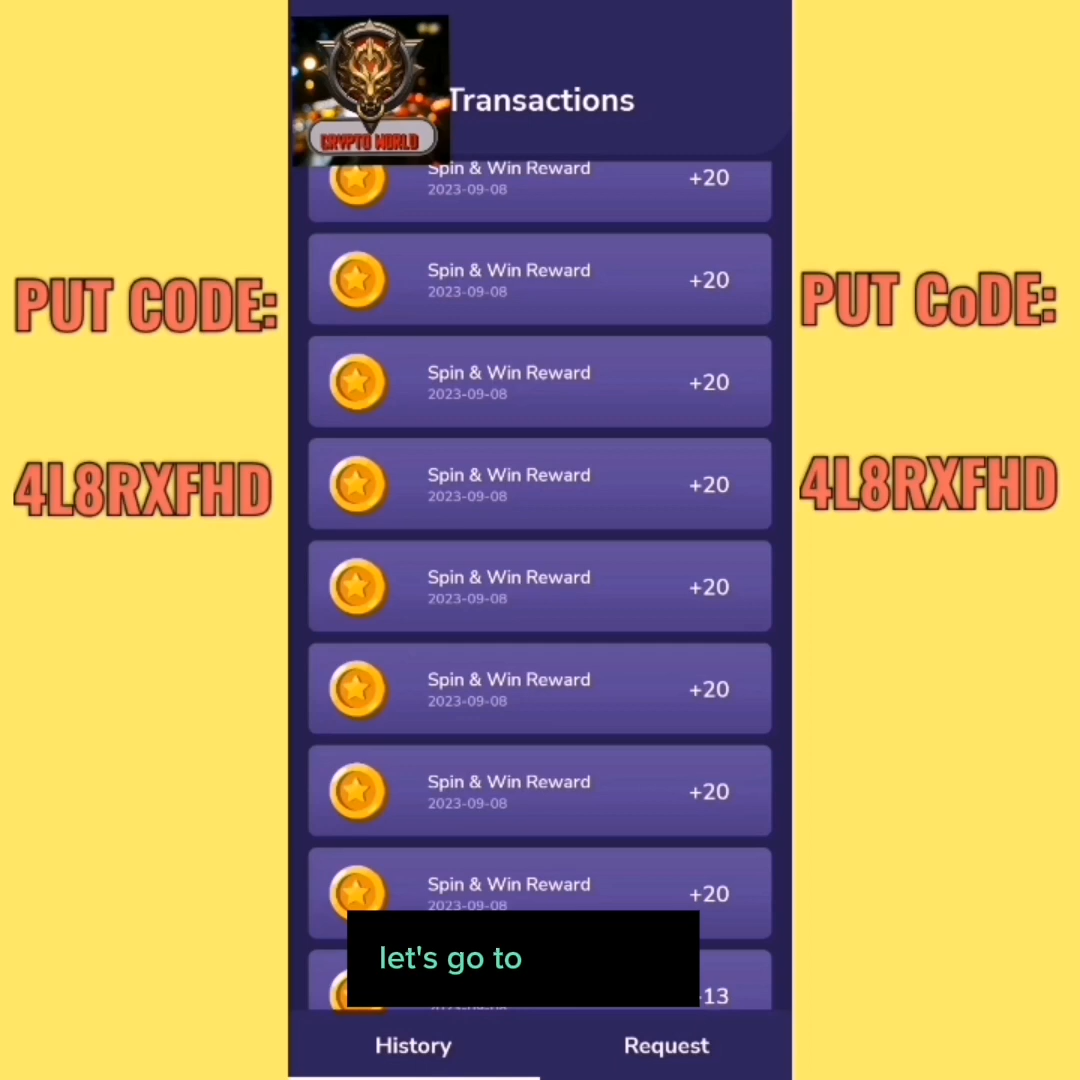 CRYPTO WORLD
Transactions
Spin & Win Reward
2023-09-08
+20
Spin & Win Reward
2023-09-08
+20
Spin & Win Reward
2023-09-08
+20
Spin & Win Reward
2023-09-08
+20
Spin & Win Reward
2023-09-08
+20
Spin & Win Reward
2023-09-08
+20
Spin & Win Reward
2023-09-08
+20
Spin & Win Reward
2023-09-08
+20
13
let's go to
History
Request
PUT CODE:
4L8RXFHD
PUT CoDE:
4L8RXFHD